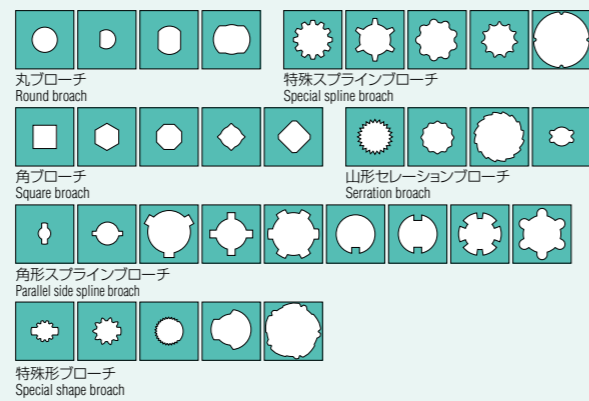 丸ブローチ
Round broach
特殊スプラインブローチ
Special spline broach
角ブローチ
Square broach
山形セレーションブローチ
Serration broach
角形スプラインブローチ
Parallel side spline broach
特殊形ブローチ
Special shape broach